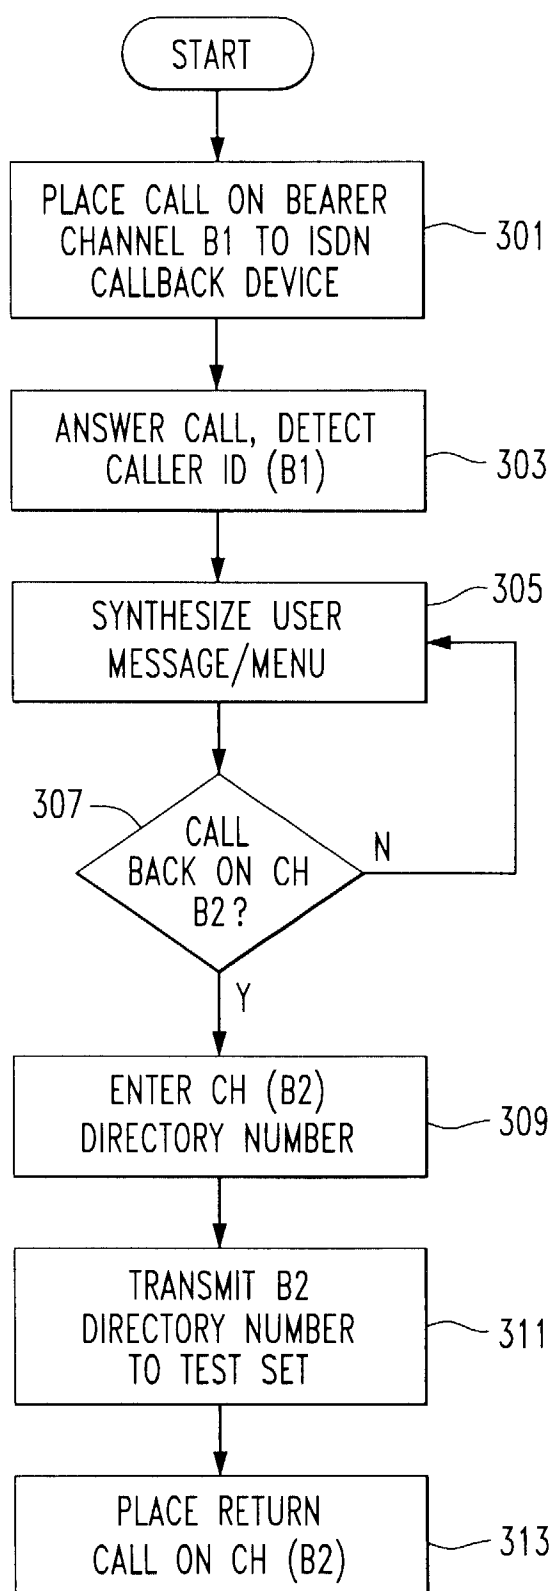 START
PLACE CALL ON BEARER
CHANNEL B1 TO ISDN
CALLBACK DEVICE
301
ANSWER CALL, DETECT
CALLER ID (B1)
303
305
SYNTHESIZE USER
MESSAGE/MENU
307
CALL
BACK ON CH
B2?
N
Y
ENTER CH (B2)
DIRECTORY NUMBER
309
TRANSMIT B2
DIRECTORY NUMBER
TO TEST SET
311
PLACE RETURN
CALL ON CH (B2)
313